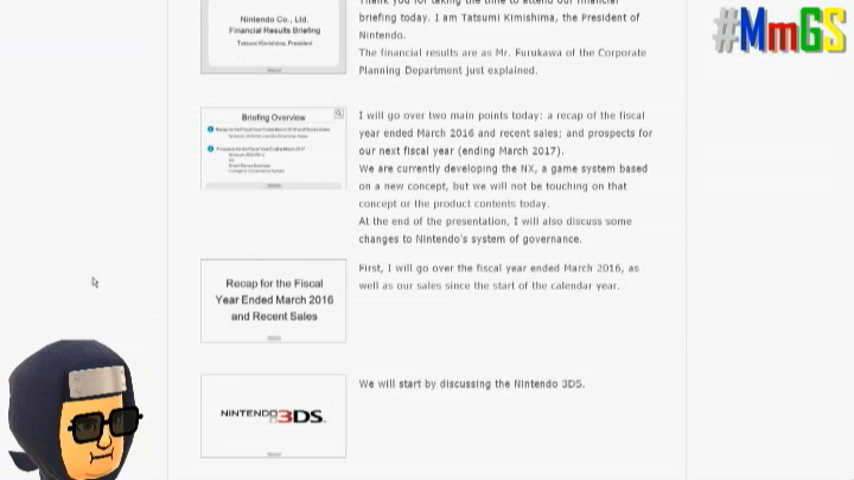 #MmGS
Thank you for taking the time to attend our financial
briefing today. I am Tatsumi Kimishima, the President of
Nintendo.
The financial results are as Mr. Furukawa of the Corporate
Planning Department just explained.
Nintendo Co., Ltd.
Financial Results Briefing
Tatsumi Kimishima, President
Briefing Overview
I will go over two main points today: a recap of the fiscal
year ended March 2016 and recent sales; and prospects for
our next fiscal year (ending March 2017).
We are currently developing the NX, a game system based
on a new concept, but we will not be touching on that
concept or the product contents today.
At the end of the presentation, I will also discuss some
changes to Nintendo's system of governance.
Recap for the Fiscal
Year Ended March 2016
and Recent Sales
First, I will go over the fiscal year ended March 2016, as
well as our sales since the start of the calendar year.
NINTENDO 3DS.
We will start by discussing the Nintendo 3DS.